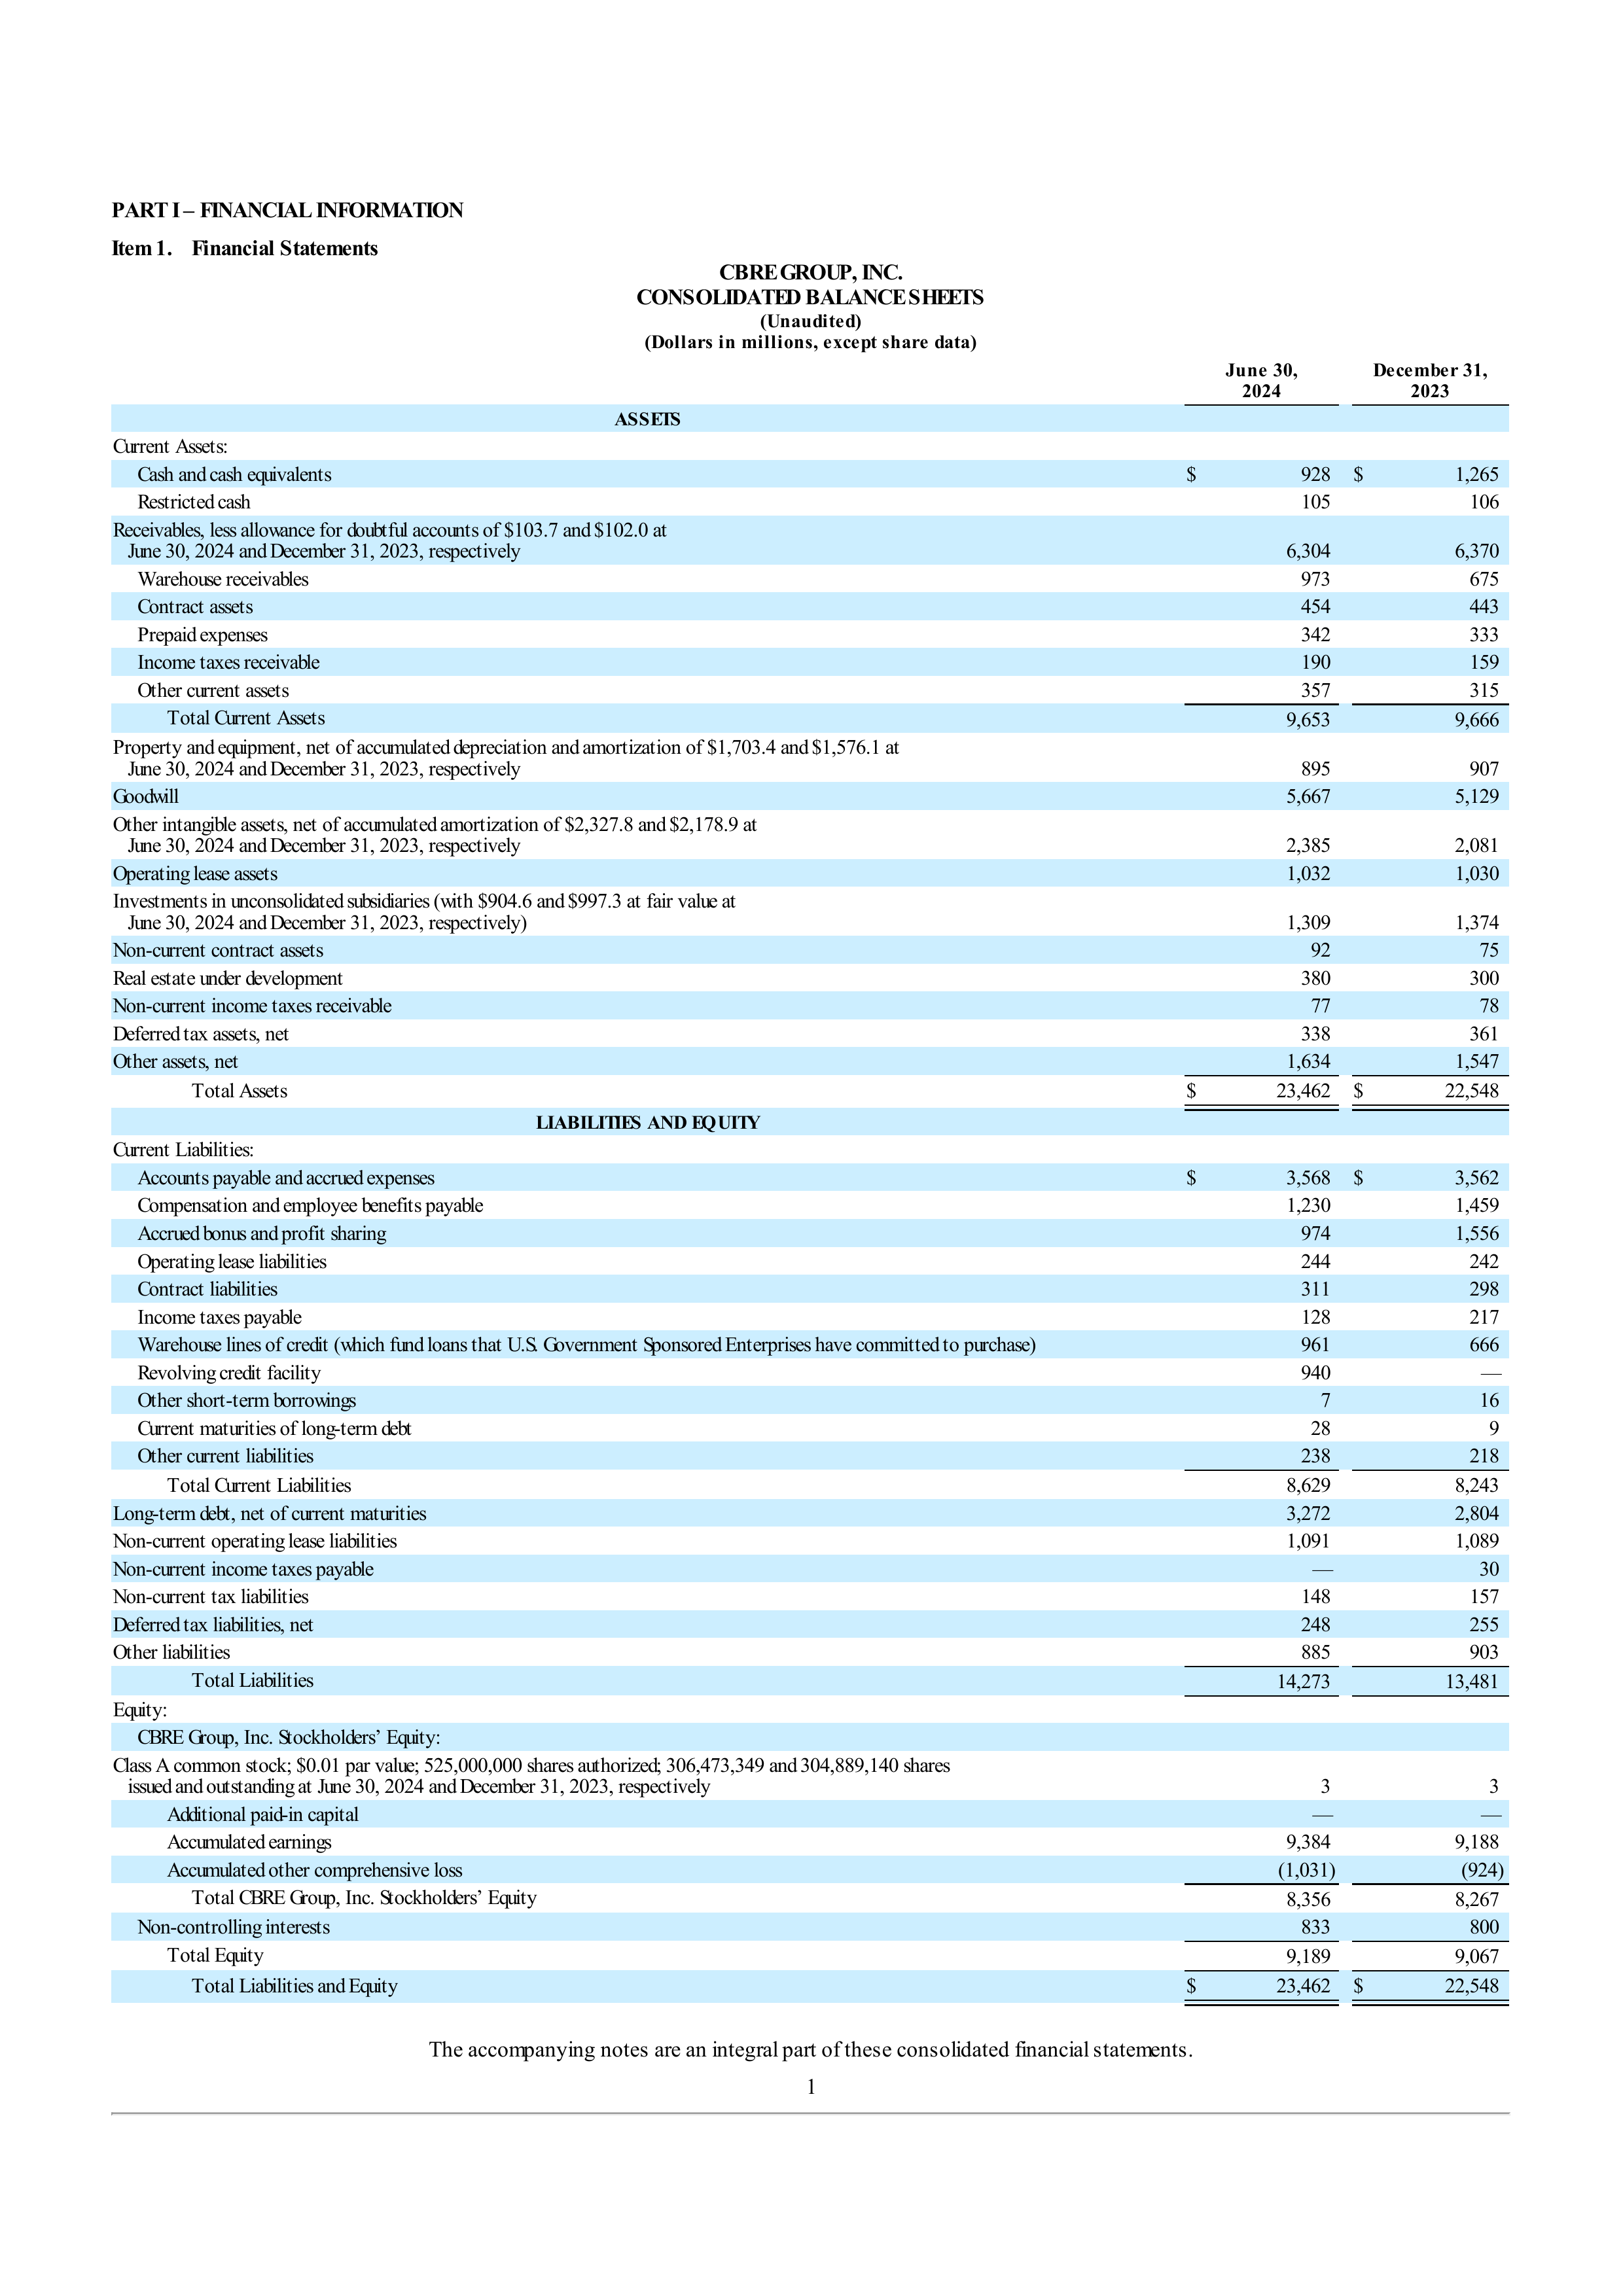 PART I – FINANCIAL INFORMATION
Item 1. Financial Statements
CBRE GROUP, INC.
CONSOLIDATED BALANCE SHEETS
(Unaudited)
(Dollars in millions, except share data)
June 30, 2024 December 31, 2023
ASSETS
Current Assets:
Cash and cash equivalents $ 928 $ 1,265
Restricted cash 105 106
Receivables, less allowance for doubtful accounts of $103.7 and $102.0 at
June 30, 2024 and December 31, 2023, respectively 6,304 6,370
Warehouse receivables 973 675
Contract assets 454 443
Prepaid expenses 342 333
Income taxes receivable 190 159
Other current assets 357 315
Total Current Assets 9,653 9,666
Property and equipment, net of accumulated depreciation and amortization of $1,703.4 and $1,576.1 at
June 30, 2024 and December 31, 2023, respectively 895 907
Goodwill 5,667 5,129
Other intangible assets, net of accumulated amortization of $2,327.8 and $2,178.9 at
June 30, 2024 and December 31, 2023, respectively 2,385 2,081
Operating lease assets 1,032 1,030
Investments in unconsolidated subsidiaries (with $904.6 and $997.3 at fair value at
June 30, 2024 and December 31, 2023, respectively) 1,309 1,374
Non-current contract assets 92 75
Real estate under development 380 300
Non-current income taxes receivable 77 78
Deferred tax assets, net 338 361
Other assets, net 1,634 1,547
Total Assets $ 23,462 $ 22,548
LIABILITIES AND EQUITY
Current Liabilities:
Accounts payable and accrued expenses $ 3,568 $ 3,562
Compensation and employee benefits payable 1,230 1,459
Accrued bonus and profit sharing 974 1,556
Operating lease liabilities 244 242
Contract liabilities 311 298
Income taxes payable 128 217
Warehouse lines of credit (which fund loans that U.S. Government Sponsored Enterprises have committed to purchase) 961 666
Revolving credit facility 940 —
Other short-term borrowings 7 16
Current maturities of long-term debt 28 9
Other current liabilities 238 218
Total Current Liabilities 8,629 8,243
Long-term debt, net of current maturities 3,272 2,804
Non-current operating lease liabilities 1,091 1,089
Non-current income taxes payable — 30
Non-current tax liabilities 148 157
Deferred tax liabilities, net 248 255
Other liabilities 885 903
Total Liabilities 14,273 13,481
Equity:
CBRE Group, Inc. Stockholders’ Equity:
Class A common stock; $0.01 par value; 525,000,000 shares authorized; 306,473,349 and 304,889,140 shares
issued and outstanding at June 30, 2024 and December 31, 2023, respectively 3 3
Additional paid-in capital — —
Accumulated earnings 9,384 9,188
Accumulated other comprehensive loss (1,031) (924)
Total CBRE Group, Inc. Stockholders’ Equity 8,356 8,267
Non-controlling interests 833 800
Total Equity 9,189 9,067
Total Liabilities and Equity $ 23,462 $ 22,548
The accompanying notes are an integral part of these consolidated financial statements.
1